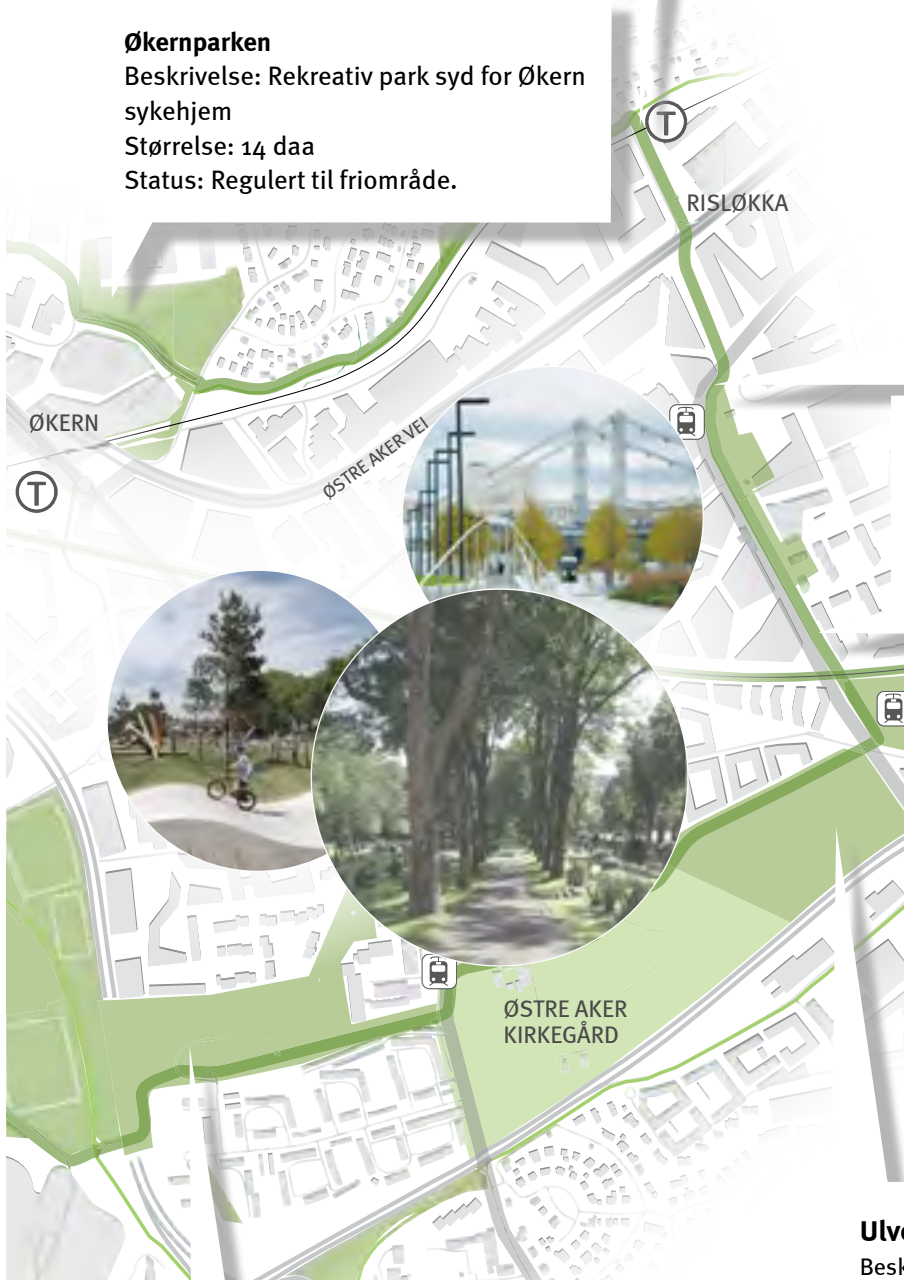 Økernparken
Beskrivelse: Rekreativ park syd for Økern
sykehjem
Størrelse: 14 daa
Status: Regulert til friområde.
T
RISLØKKA
ØKERN
T
ØSTRE AKER VEI
ØSTRE AKER
KIRKEGÅRD